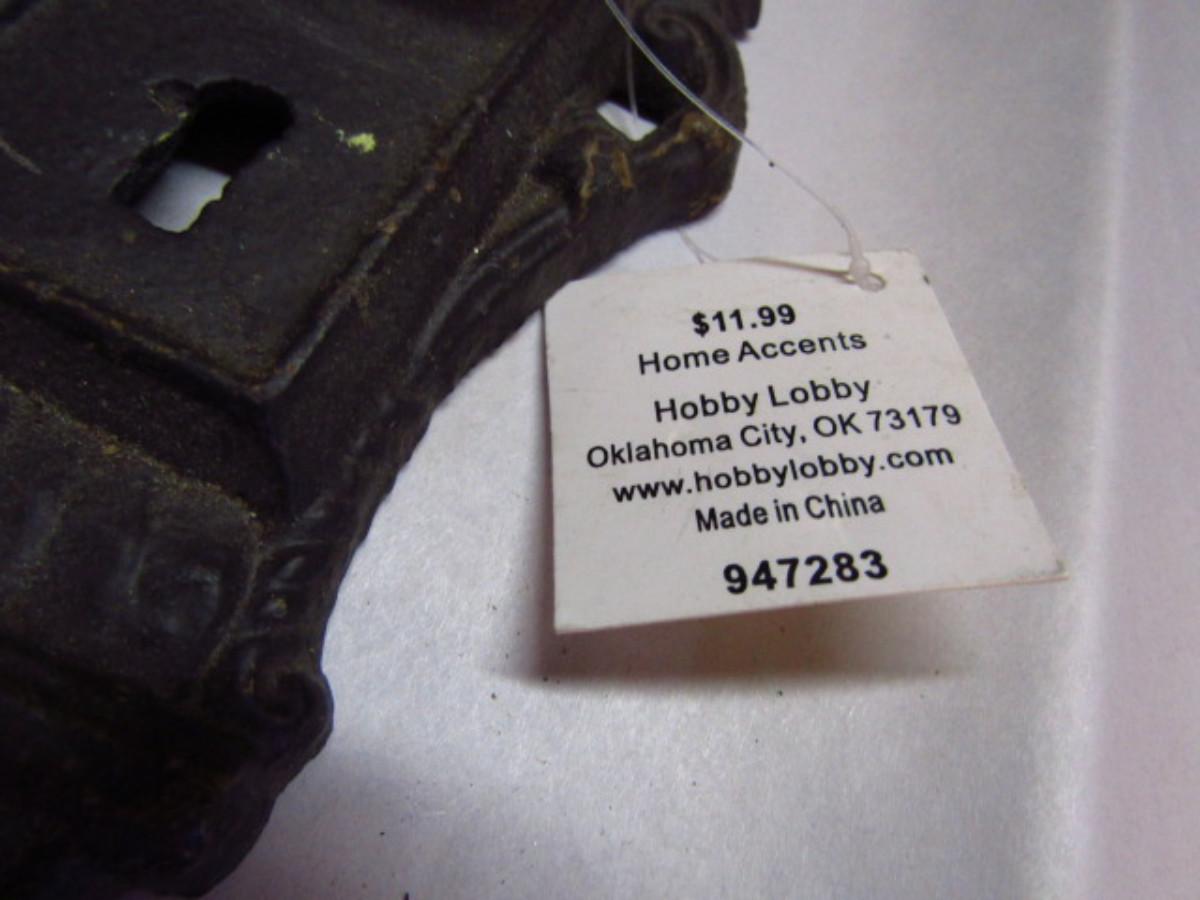 $11.99
Home Accents
Hobby Lobby
Oklahoma City, OK 73179
www.hobbylobby.com
Made in China
947283